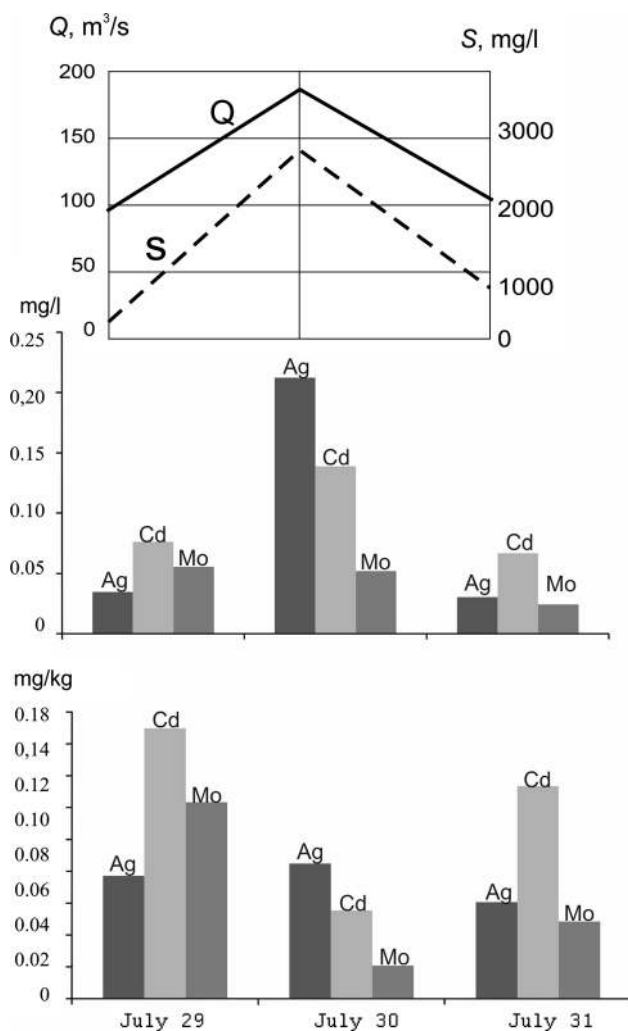 Q, m³/s
S, mg/l
200
150
100
50
0
3000
2000
1000
0
Q
S
mg/l
0.25
0,20
0.15
0.10
0.05
0
Ag
Cd
Mo
Ag
Cd
Mo
Ag
Cd
Mo
mg/kg
0.18
0,14
0.12
0.10
0.08
0.06
0.04
0.02
0
Ag
Cd
Mo
Ag
Cd
Mo
Ag
Cd
Mo
July 29
July 30
July 31